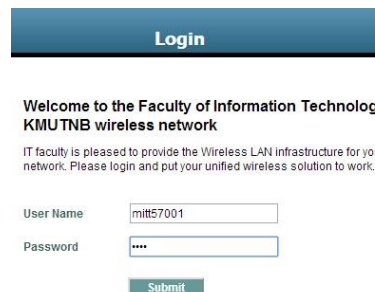 Login
Welcome to the Faculty of Information Technolog
KMUTNB wireless network
IT faculty is pleased to provide the Wireless LAN infrastructure for yo
network. Please login and put your unified wireless solution to work.
User Name mitt57001
Password ••••
Submit